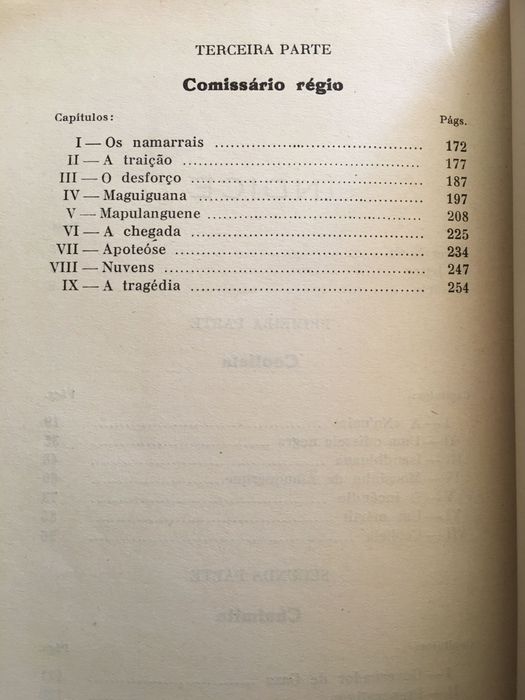 TERCEIRA PARTE
Comissário régio
Capítulos: Págs.
I — Os namarrais ........................................ 172
II — A traição ........................................ 177
III — O desforço ........................................ 187
IV — Maguiguana ........................................ 197
V — Mapulanguene ........................................ 208
VI — A chegada ........................................ 225
VII — Apoteóse ........................................ 234
VIII — Nuvens ........................................ 247
IX — A tragédia ........................................ 254